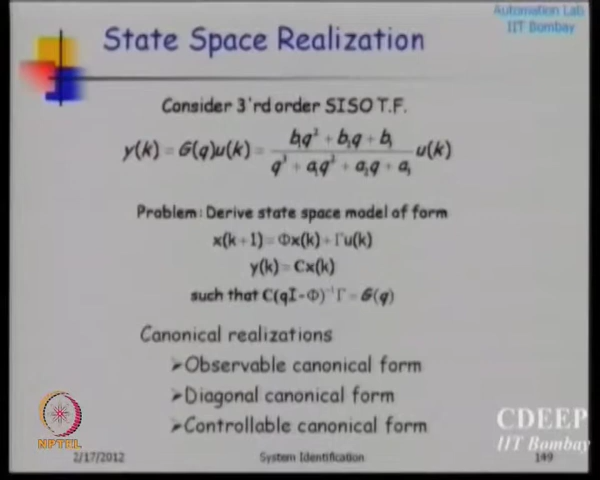 Automation Lab
IIT Bombay
State Space Realization
Consider 3'rd order SISO T.F.
y(k) = G(q)u(k) = (b₁q² + b₂q + b₃) / (q³ + a₁q² + a₂q + a₃) u(k)
Problem: Derive state space model of form
x(k+1) = Φx(k) + Γu(k)
y(k) = Cx(k)
such that C(qI - Φ)⁻¹Γ = G(q)
Canonical realizations
➢Observable canonical form
➢Diagonal canonical form
➢Controllable canonical form
NPTEL
CDEEP
IIT Bombay
2/17/2012
System Identification
149